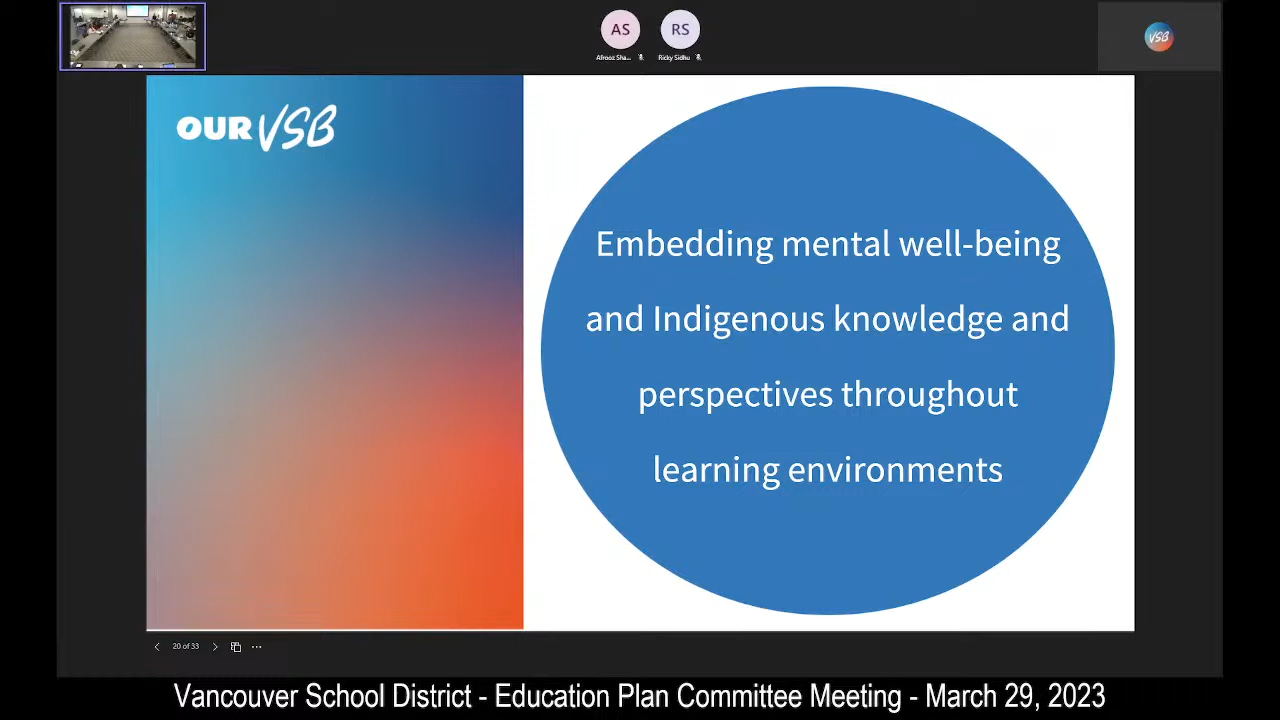 AS
RS
Afrooz Sha...
Ricky Sidhu
VSB
OUR VSB
Embedding mental well-being
and Indigenous knowledge and
perspectives throughout
learning environments
20 of 33
Vancouver School District - Education Plan Committee Meeting - March 29, 2023